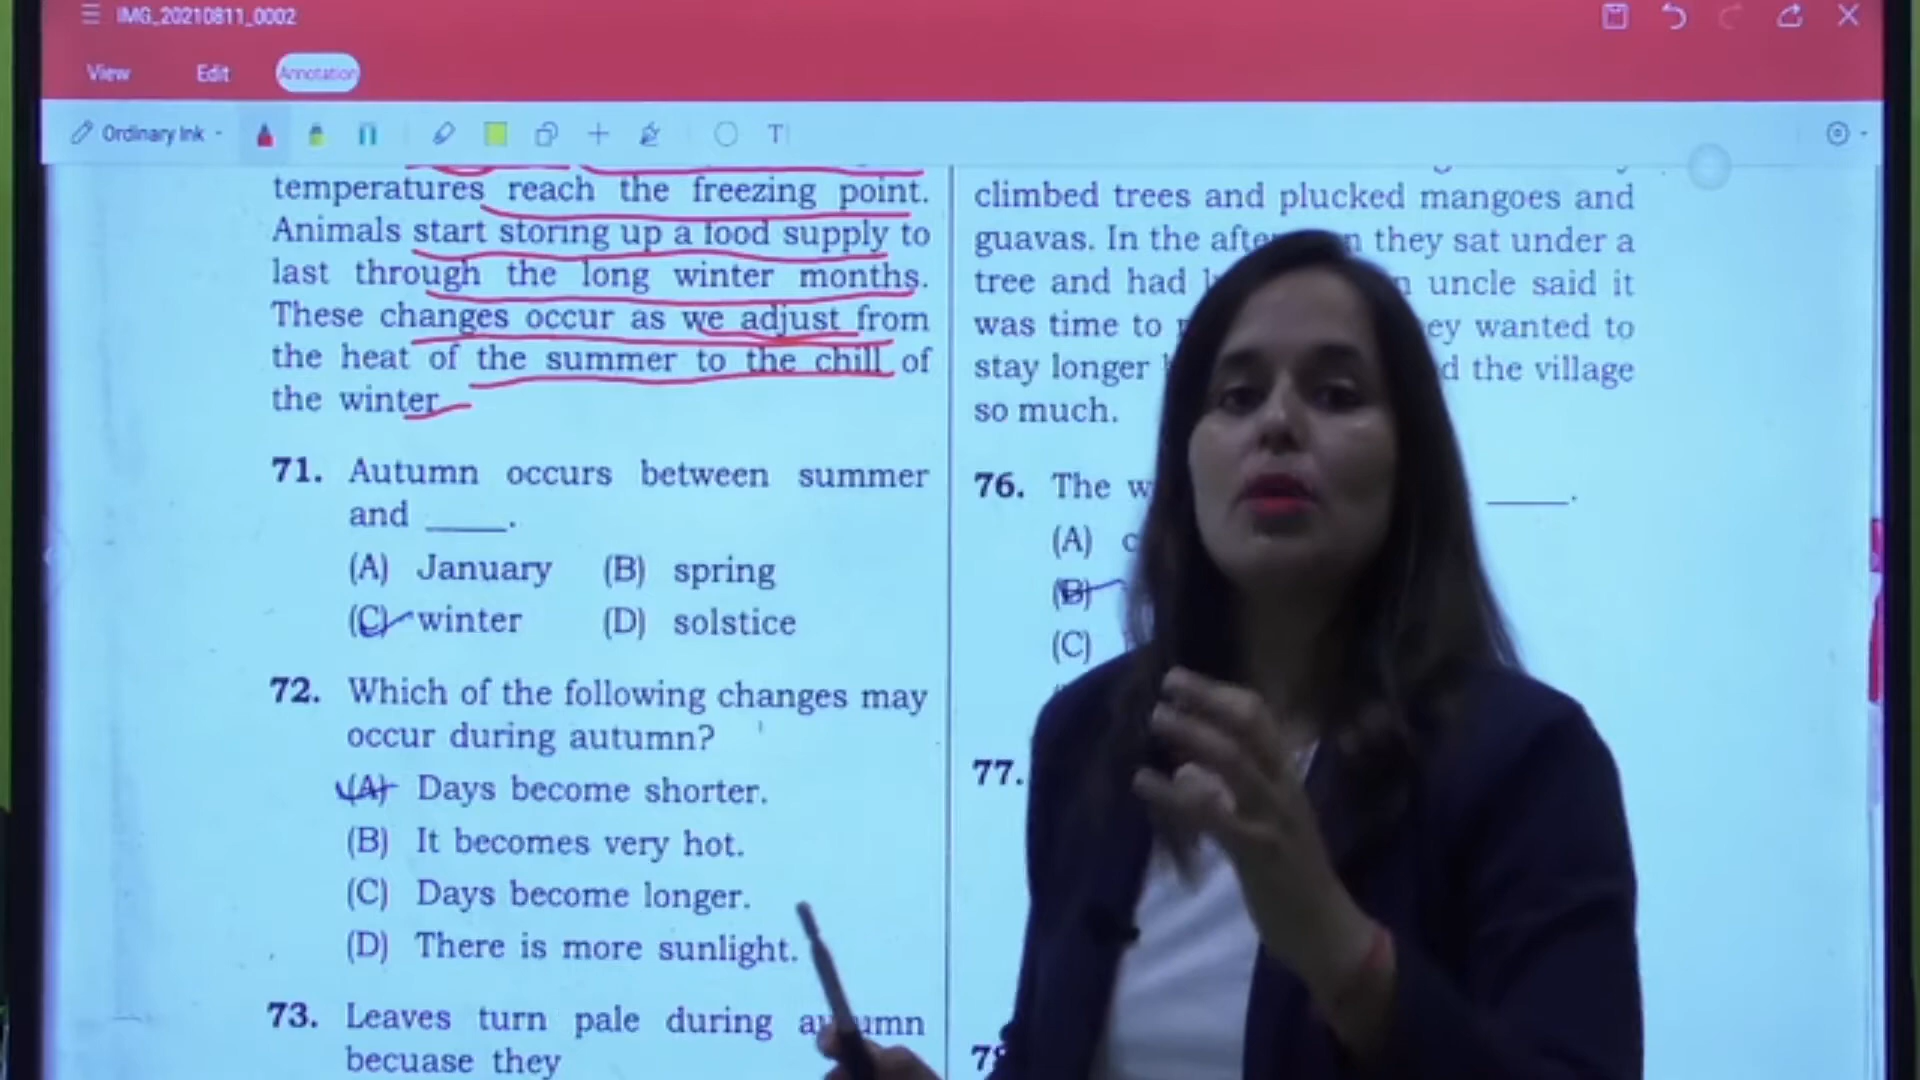 IMG_20210811_0002
View Edit Annotation
Ordinary Ink T
temperatures reach the freezing point.
Animals start storing up a food supply to
last through the long winter months.
These changes occur as we adjust from
the heat of the summer to the chill of
the winter
71. Autumn occurs between summer
and ____.
(A) January (B) spring
(C) winter (D) solstice
72. Which of the following changes may
occur during autumn?
(A) Days become shorter.
(B) It becomes very hot.
(C) Days become longer.
(D) There is more sunlight.
73. Leaves turn pale during
becuase they
climbed trees and plucked mangoes and
guavas. In the they sat under a
tree and had uncle said it
was time to wanted to
stay longer the village
so much.
76. The ____.
(A)
(B)
(C)
77.